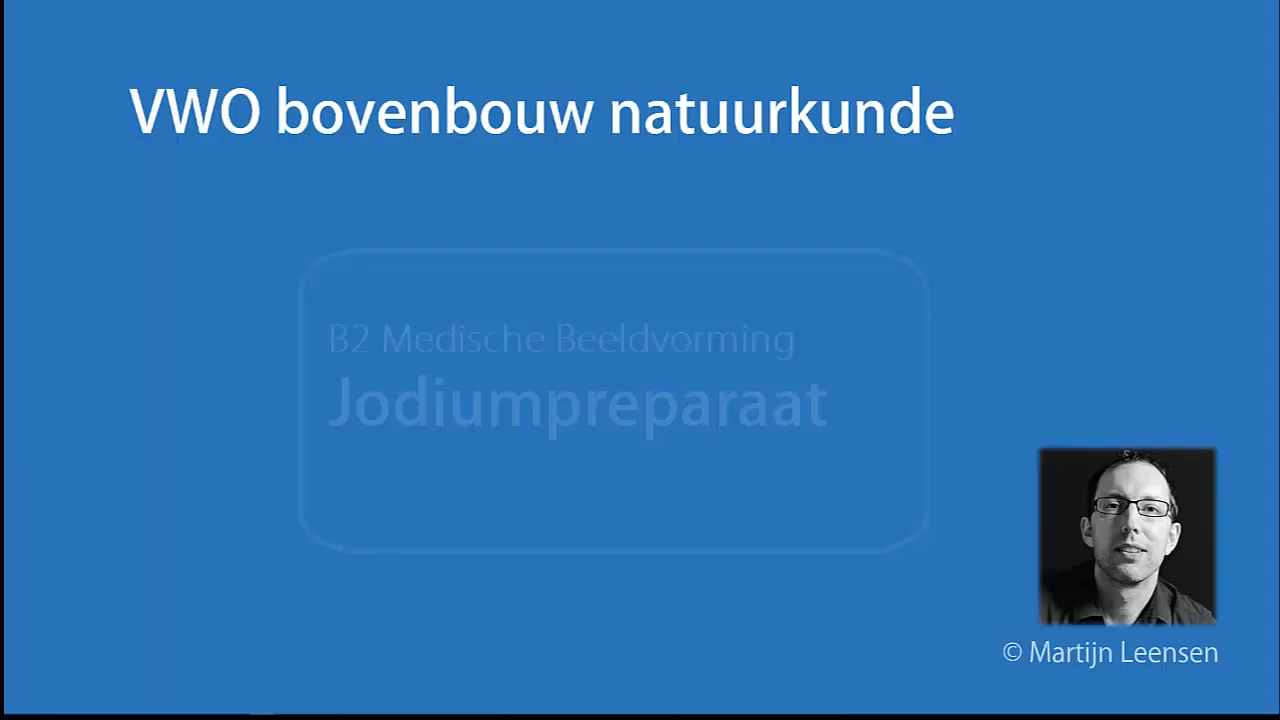 VWO bovenbouw natuurkunde
B2 Medische Beeldvorming
Jodiumpreparaat
© Martijn Leensen